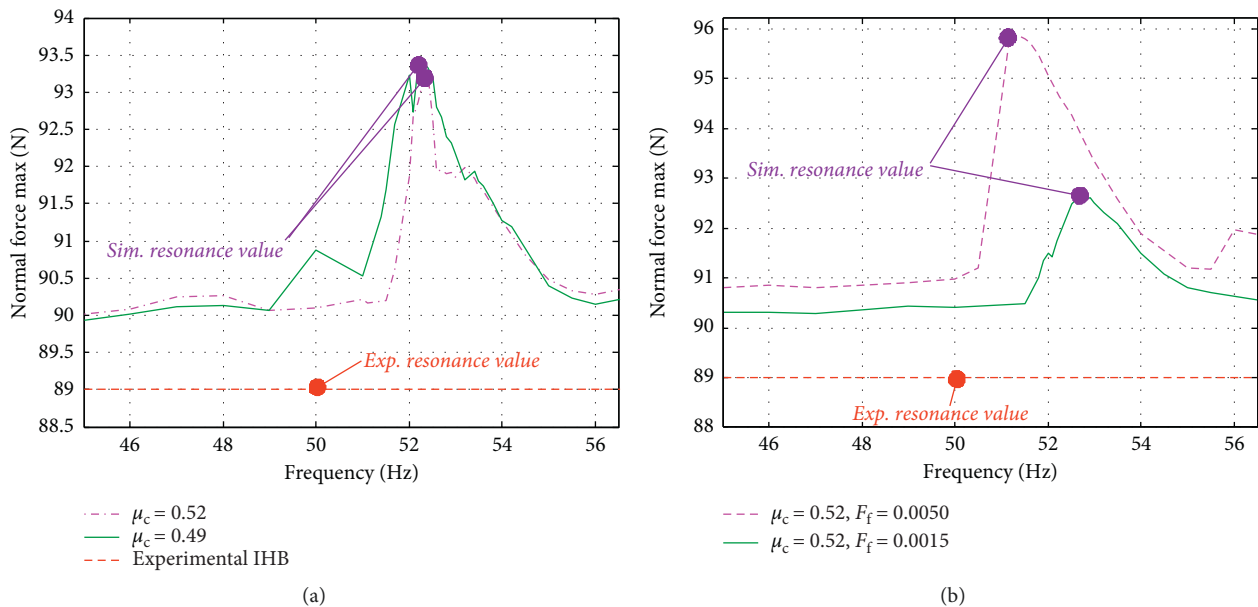 94
93.5
93
92.5
92
91.5
91
90.5
90
89.5
89
88.5
Normal force max (N)
Sim. resonance value
Exp. resonance value
46 48 50 52 54 56
Frequency (Hz)
μc = 0.52
μc = 0.49
Experimental IHB
(a)
96
95
94
93
92
91
90
89
88
Normal force max (N)
Sim. resonance value
Exp. resonance value
46 48 50 52 54 56
Frequency (Hz)
μc = 0.52, Ff = 0.0050
μc = 0.52, Ff = 0.0015
(b)